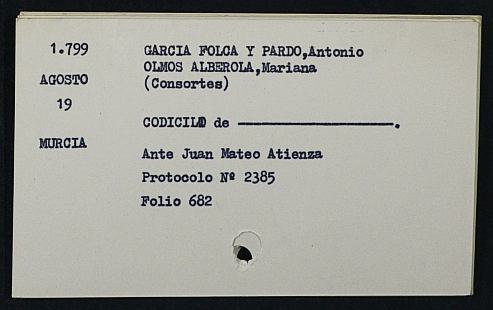 1.799
AGOSTO
19
MURCIA
GARCIA FOLCA Y PARDO,Antonio
OLMOS ALBEROLA,Mariana
(Consortes)
CODICILO de ————————.
Ante Juan Mateo Atienza
Protocolo Nº 2385
Folio 682